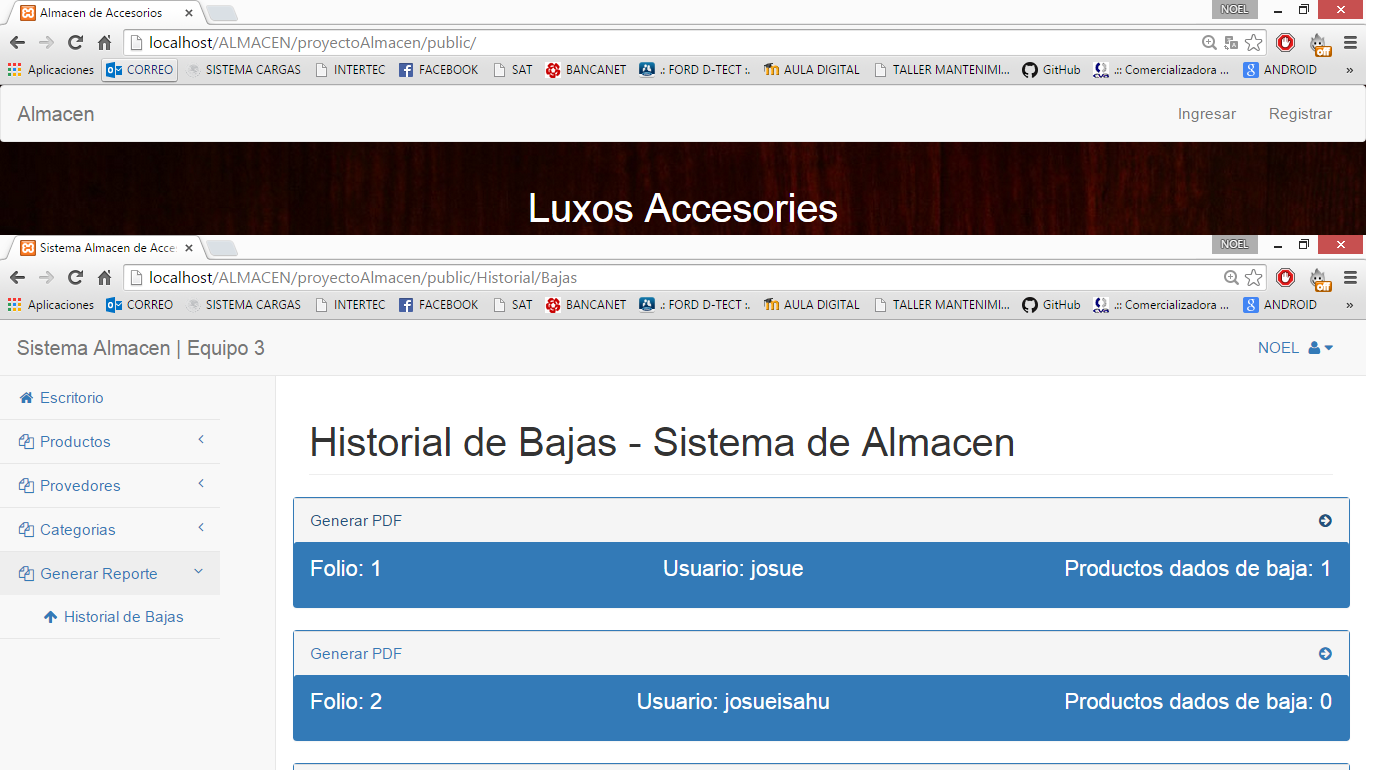 Almacen de Accesorios
NOEL
localhost/ALMACEN/proyectoAlmacen/public/
off
Aplicaciones CORREO SISTEMA CARGAS INTERTEC FACEBOOK SAT BANCANET .: FORD D-TECT :. AULA DIGITAL TALLER MANTENIMI... GitHub .:: Comercializadora ... ANDROID »
Almacen Ingresar Registrar
Luxos Accesories
Sistema Almacen de Acce
NOEL
localhost/ALMACEN/proyectoAlmacen/public/Historial/Bajas
off
Aplicaciones CORREO SISTEMA CARGAS INTERTEC FACEBOOK SAT BANCANET .: FORD D-TECT :. AULA DIGITAL TALLER MANTENIMI... GitHub .:: Comercializadora ... ANDROID »
Sistema Almacen | Equipo 3 NOEL
Escritorio
Productos
Provedores
Categorias
Generar Reporte
Historial de Bajas
Historial de Bajas - Sistema de Almacen
Generar PDF
Folio: 1 Usuario: josue Productos dados de baja: 1
Generar PDF
Folio: 2 Usuario: josueisahu Productos dados de baja: 0